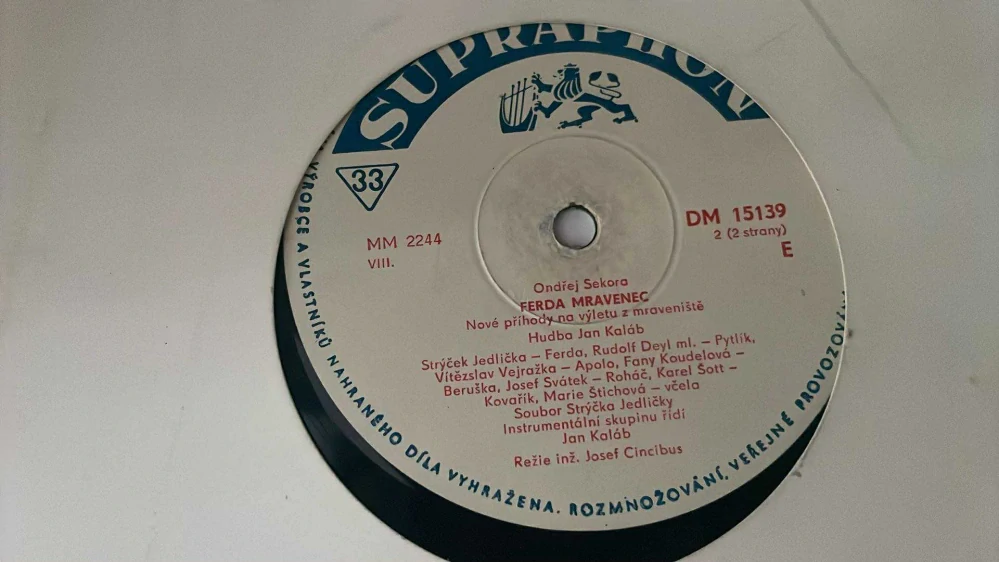 SUPRAPHON
33
MM 2244
VIII.
DM 15139
2 (2 strany)
E
Ondřej Sekora
FERDA MRAVENEC
Nové příhody na výletu z mraveniště
Hudba Jan Kaláb
Strýček Jedlička – Ferda, Rudolf Deyl ml. – Pytlík,
Vítězslav Vejražka – Apolo, Fany Koudelová –
Beruška, Josef Svátek – Roháč, Karel Šott –
Kovařík, Marie Štichová – včela
Soubor Strýčka Jedličky
Instrumentální skupinu řídí
Jan Kaláb
Režie inž. Josef Cincibus
VÝROBCE A VLASTNÍKŮ NAHRANÉHO DÍLA VYHRAŽENA. ROZMNOŽOVÁNÍ, VEŘEJNÉ